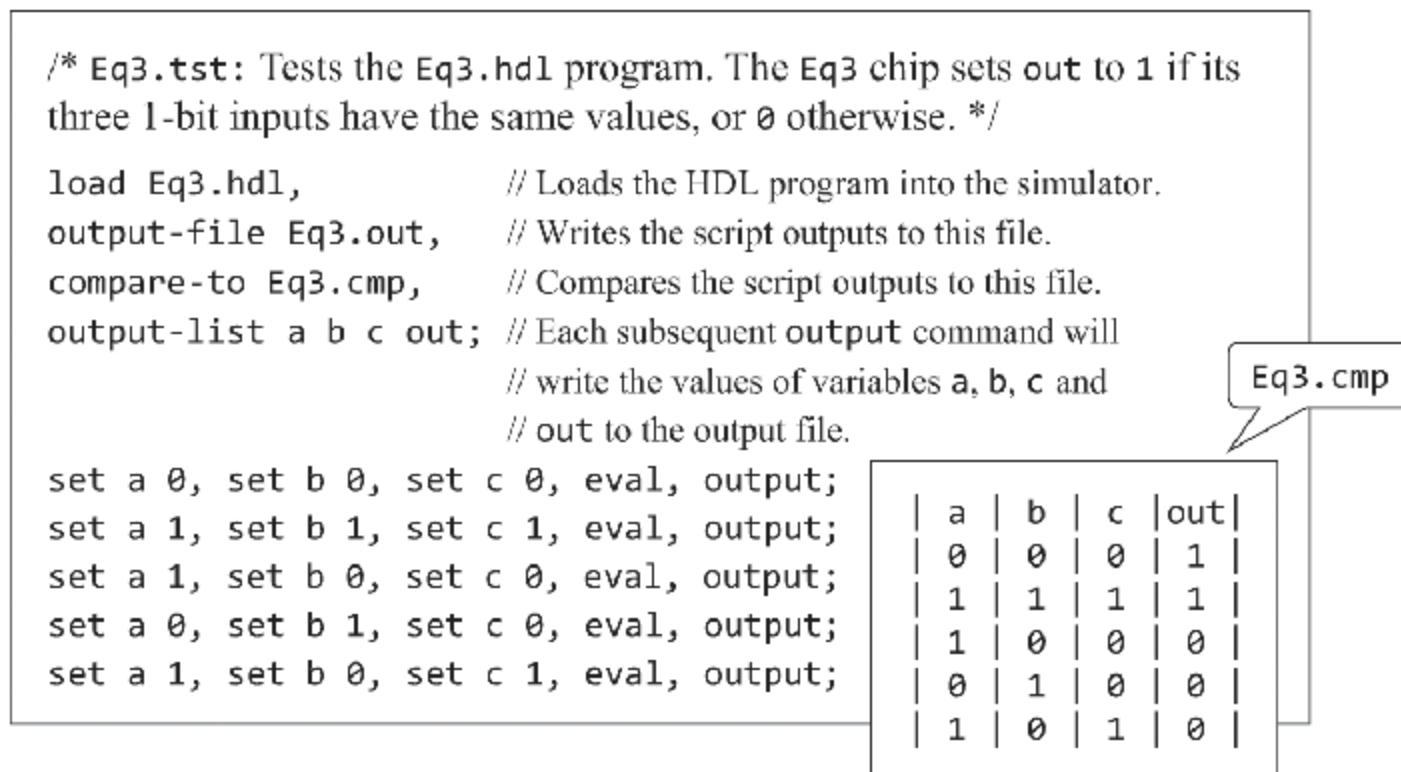 /* Eq3.tst: Tests the Eq3.hdl program. The Eq3 chip sets out to 1 if its
three 1-bit inputs have the same values, or 0 otherwise. */
load Eq3.hdl, // Loads the HDL program into the simulator.
output-file Eq3.out, // Writes the script outputs to this file.
compare-to Eq3.cmp, // Compares the script outputs to this file.
output-list a b c out; // Each subsequent output command will
// write the values of variables a, b, c and
// out to the output file.
set a 0, set b 0, set c 0, eval, output;
set a 1, set b 1, set c 1, eval, output;
set a 1, set b 0, set c 0, eval, output;
set a 0, set b 1, set c 0, eval, output;
set a 1, set b 0, set c 1, eval, output;
Eq3.cmp
| a | b | c |out|
| 0 | 0 | 0 | 1 |
| 1 | 1 | 1 | 1 |
| 1 | 0 | 0 | 0 |
| 0 | 1 | 0 | 0 |
| 1 | 0 | 1 | 0 |